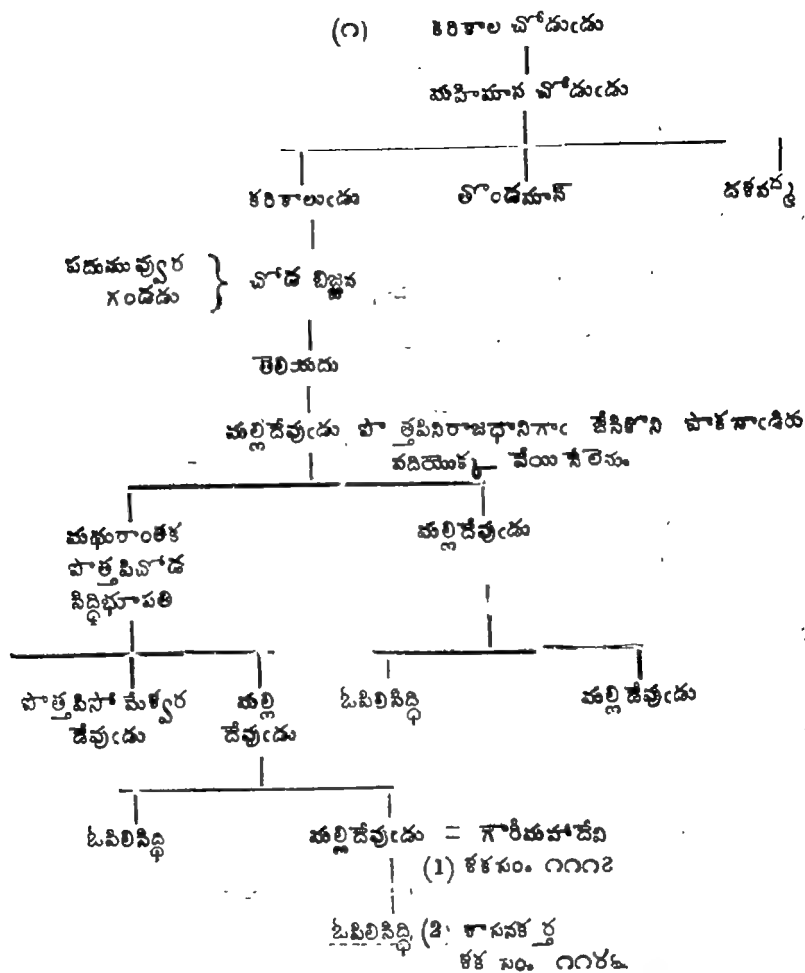 (౧) కరికాల చోడుఁడు
మహిమాన చోడుఁడు
కరికాలుఁడు తొండమాన్ దశవర్మ
పదుమువ్వుర
గండడు } చోడ బిజ్జన
తెలియదు
మల్లిదేవుఁడు పొత్తపినిరాజధానిగాఁ జేసికొని పాకనాఁడిరు
వదియొక్క వేయి నేలెను.
మధురాంతక
పొత్తపిచోడ
సిద్ధిభూపతి
మల్లిదేవుఁడు
పొత్తపిసోమేశ్వర
దేవుఁడు
మల్లి
దేవుఁడు
ఓపిలిసిద్ధి మల్లిదేవుఁడు
ఓపిలిసిద్ధి మల్లిదేవుఁడు = గౌరీమహాదేవి
(1) శకసం. ౧౧౧౭
ఓపిలిసిద్ధి (2) శాసనకర్త
శక సం. ౧౧౪౬